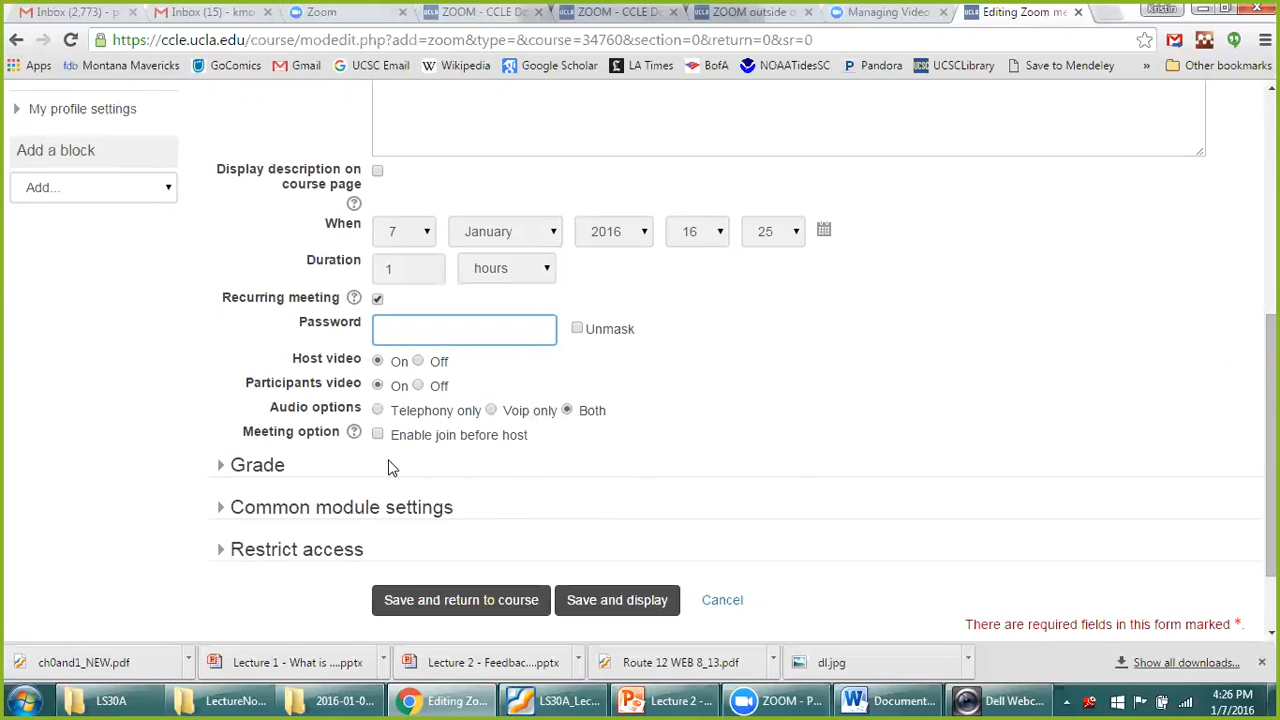 Inbox (2,773) - p
Inbox (15) - kmo
Zoom
ZOOM - CCLE Do
ZOOM - CCLE Do
ZOOM outside o
Managing Video
Editing Zoom me
Kristin
https://ccle.ucla.edu/course/modedit.php?add=zoom&type=&course=34760&section=0&return=0&sr=0
Apps
Montana Mavericks
GoComics
Gmail
UCSC Email
Wikipedia
Google Scholar
LA Times
BofA
NOAATidesSC
Pandora
UCSCLibrary
Save to Mendeley
»
Other bookmarks
My profile settings
Add a block
Add...
Display description on
course page
When
7 January 2016 16 25
Duration
1 hours
Recurring meeting
Password
Unmask
Host video
On Off
Participants video
On Off
Audio options
Telephony only Voip only Both
Meeting option
Enable join before host
Grade
Common module settings
Restrict access
Save and return to course
Save and display
Cancel
There are required fields in this form marked *.
ch0and1_NEW.pdf
Lecture 1 - What is ....pptx
Lecture 2 - Feedbac....pptx
Route 12 WEB 8_13.pdf
dl.jpg
Show all downloads...
LS30A
LectureNo...
2016-01-0...
Editing Zo...
LS30A_Lec...
Lecture 2 -...
ZOOM - P...
Document...
Dell Webc...
4:26 PM
1/7/2016